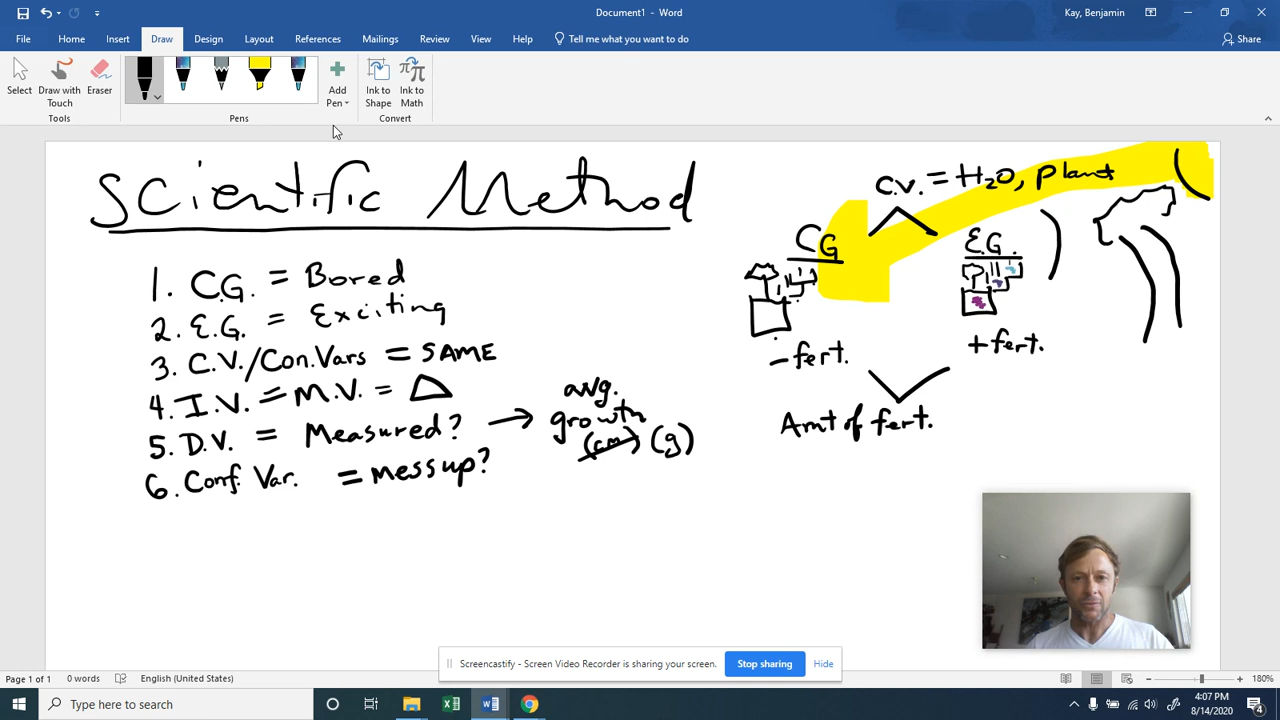 Document1 - Word
Kay, Benjamin
File Home Insert Draw Design Layout References Mailings Review View Help Tell me what you want to do
Share
Select
Draw with Touch
Eraser
Add Pen
Ink to Shape
Ink to Math
Tools
Pens
Convert
Scientific Method
1. C.G. = Bored
2. E.G. = Exciting
3. C.V./Con.Vars = SAME
4. I.V. = M.V. = △
5. D.V. = Measured? → avg. growth (cm) (g)
6. Conf. Var. = mess up?
C.V. = H₂O, Plant
CG
E.G.
- fert.
+ fert.
Amt of fert.
Screencastify - Screen Video Recorder is sharing your screen.
Stop sharing
Hide
Page 1 of 1
0 words
English (United States)
180%
Type here to search
4:07 PM
8/14/2020
4